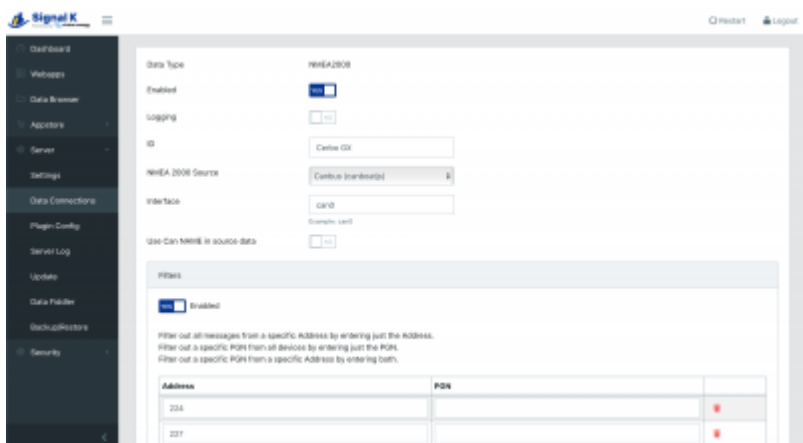 Signal K
Restart
Logout
Dashboard
Webapps
Data Browser
Appstore
Server
Settings
Data Connections
Plugin Config
Server Log
Update
Data Fiddler
Backup/Restore
Security
Data Type NMEA2000
Enabled YES
Logging NO
ID Cerbo GX
NMEA 2000 Source Canbus (canboatjs)
Interface can0
Example: can0
Use Can NAME in source data NO
Filters
YES Enabled
Filter out all messages from a specific Address by entering just the Address.
Filter out a specific PGN from all devices by entering just the PGN.
Filter out a specific PGN from a specific Address by entering both.
Address PGN
224
227